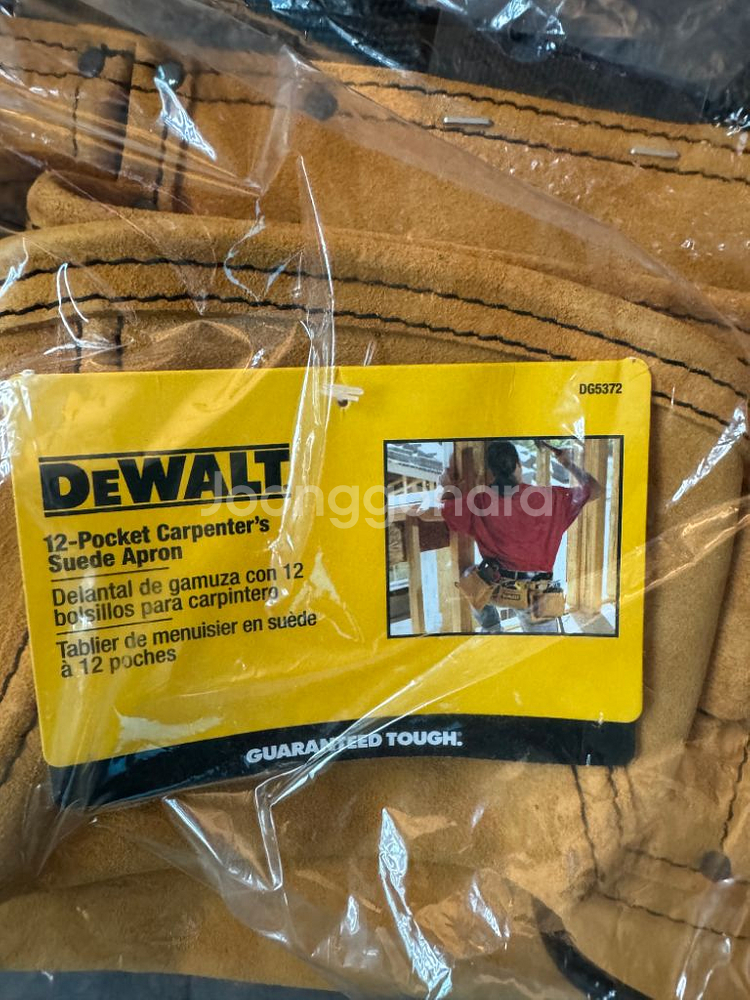 DG5372
DEWALT
12-Pocket Carpenter's
Suede Apron
Delantal de gamuza con 12
bolsillos para carpintero
Tablier de menuisier en suède
à 12 poches
GUARANTEED TOUGH.
Joonggonara